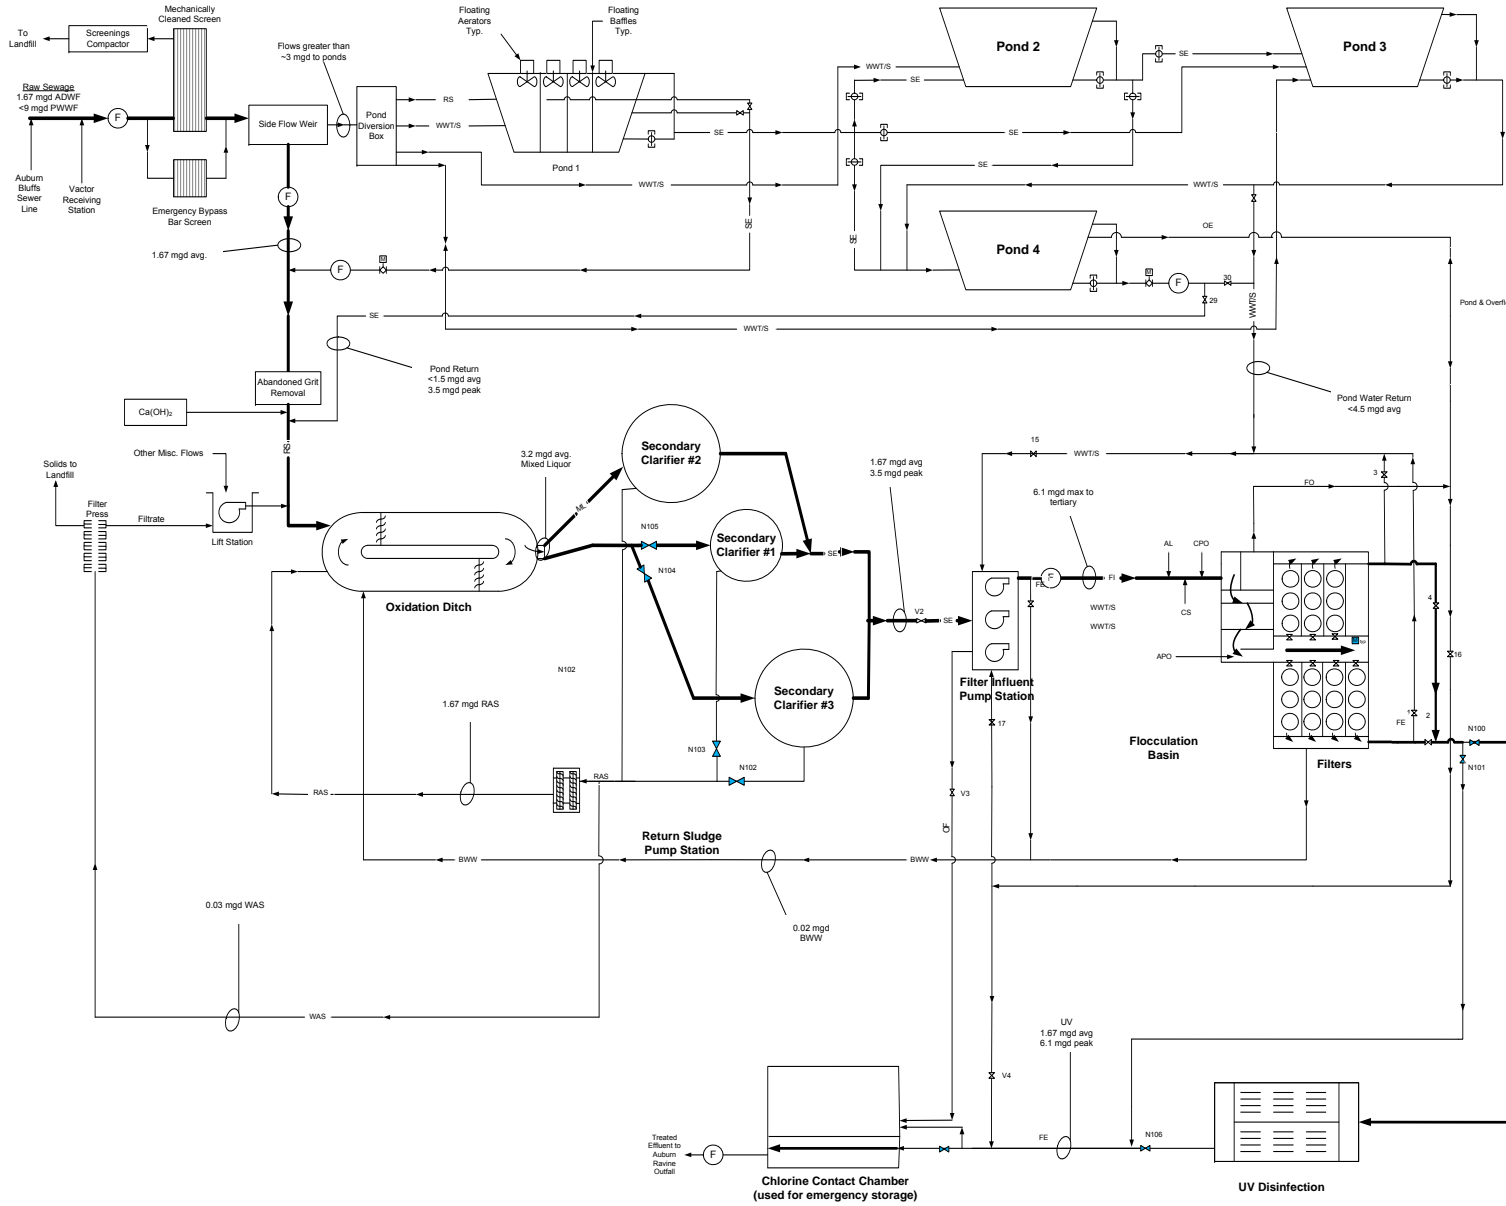 Mechanically
Cleaned Screen
To
Landfill
Screenings
Compactor
Raw Sewage
1.67 mgd ADWF
<9 mgd PWWF
F
Auburn
Bluffs
Sewer
Line
Vactor
Receiving
Station
Emergency Bypass
Bar Screen
Side Flow Weir
Flows greater than
~3 mgd to ponds
Pond
Diversion
Box
RS
WWT/S
Floating
Aerators
Typ.
Floating
Baffles
Typ.
Pond 1
SE
SE
WWT/S
WWT/S
SE
Pond 2
SE
SE
SE
WWT/S
Pond 3
SE
SE
Pond 4
OE
M
F
30
29
WWT/S
Pond & Overfl
F
1.67 mgd avg.
F
M
SE
WWT/S
Pond Return
<1.5 mgd avg
3.5 mgd peak
Pond Water Return
<4.5 mgd avg
Abandoned Grit
Removal
Ca(OH)₂
RS
Other Misc. Flows
Solids to
Landfill
Filter
Press
Filtrate
Lift Station
Oxidation Ditch
3.2 mgd avg.
Mixed Liquor
ML
Secondary
Clarifier #2
N105
N104
Secondary
Clarifier #1
SE
Secondary
Clarifier #3
N102
1.67 mgd avg
3.5 mgd peak
V2
SE
15
WWT/S
3
FO
6.1 mgd max to
tertiary
F
FE
FI
AL
CPO
CS
WWT/S
WWT/S
APO
4
16
Filter Influent
Pump Station
17
Flocculation
Basin
Filters
FE
1
2
N100
N101
1.67 mgd RAS
RAS
RAS
N103
N102
V3
OF
Return Sludge
Pump Station
BWW
BWW
0.02 mgd
BWW
0.03 mgd WAS
WAS
UV
1.67 mgd avg
6.1 mgd peak
V4
FE
N106
Treated
Effluent to
Auburn
Ravine
Outfall
F
Chlorine Contact Chamber
(used for emergency storage)
UV Disinfection